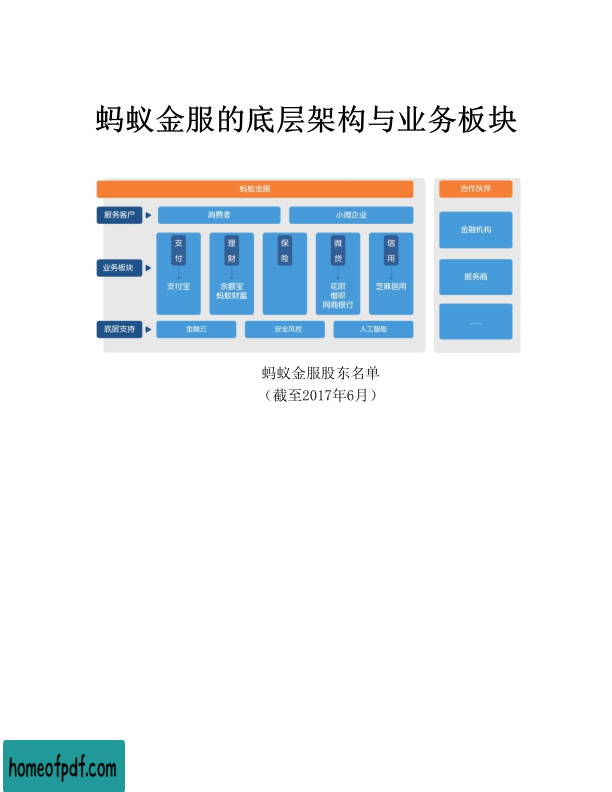 蚂蚁金服的底层架构与业务板块
蚂蚁金服
合作伙伴
服务客户
消费者
小微企业
金融机构
业务板块
支付
支付宝
理财
余额宝
蚂蚁财富
保险
微贷
花呗
借呗
网商银行
信用
芝麻信用
服务商
底层支持
金融云
安全风控
人工智能
......
蚂蚁金服股东名单
（截至2017年6月）
homeofpdf.com